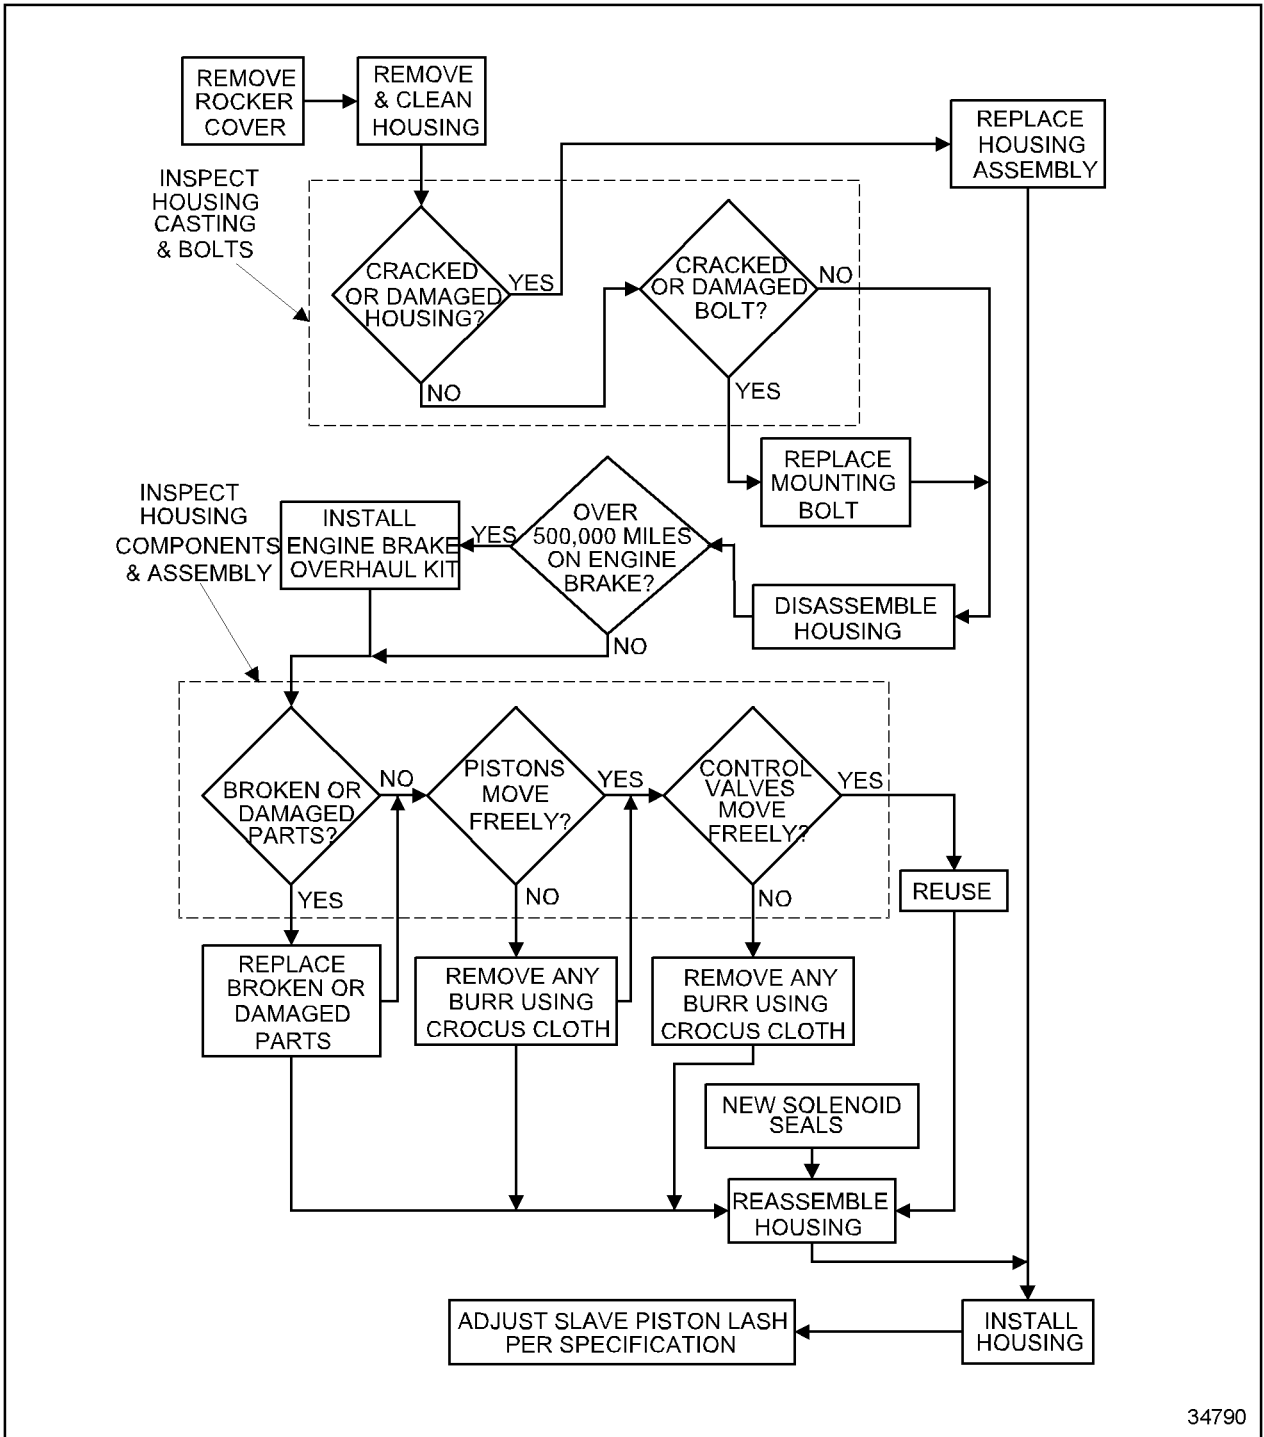 REMOVE
ROCKER
COVER
REMOVE
& CLEAN
HOUSING
REPLACE
HOUSING
ASSEMBLY
INSPECT
HOUSING
CASTING
& BOLTS
CRACKED
OR DAMAGED
HOUSING?
YES
NO
CRACKED
OR DAMAGED
BOLT?
NO
YES
REPLACE
MOUNTING
BOLT
INSPECT
HOUSING
COMPONENTS
& ASSEMBLY
INSTALL
ENGINE BRAKE
OVERHAUL KIT
YES
OVER
500,000 MILES
ON ENGINE
BRAKE?
NO
DISASSEMBLE
HOUSING
BROKEN OR
DAMAGED
PARTS?
NO
YES
PISTONS
MOVE
FREELY?
YES
NO
CONTROL
VALVES
MOVE
FREELY?
YES
NO
REUSE
REPLACE
BROKEN OR
DAMAGED
PARTS
REMOVE ANY
BURR USING
CROCUS CLOTH
REMOVE ANY
BURR USING
CROCUS CLOTH
NEW SOLENOID
SEALS
REASSEMBLE
HOUSING
ADJUST SLAVE PISTON LASH
PER SPECIFICATION
INSTALL
HOUSING
34790